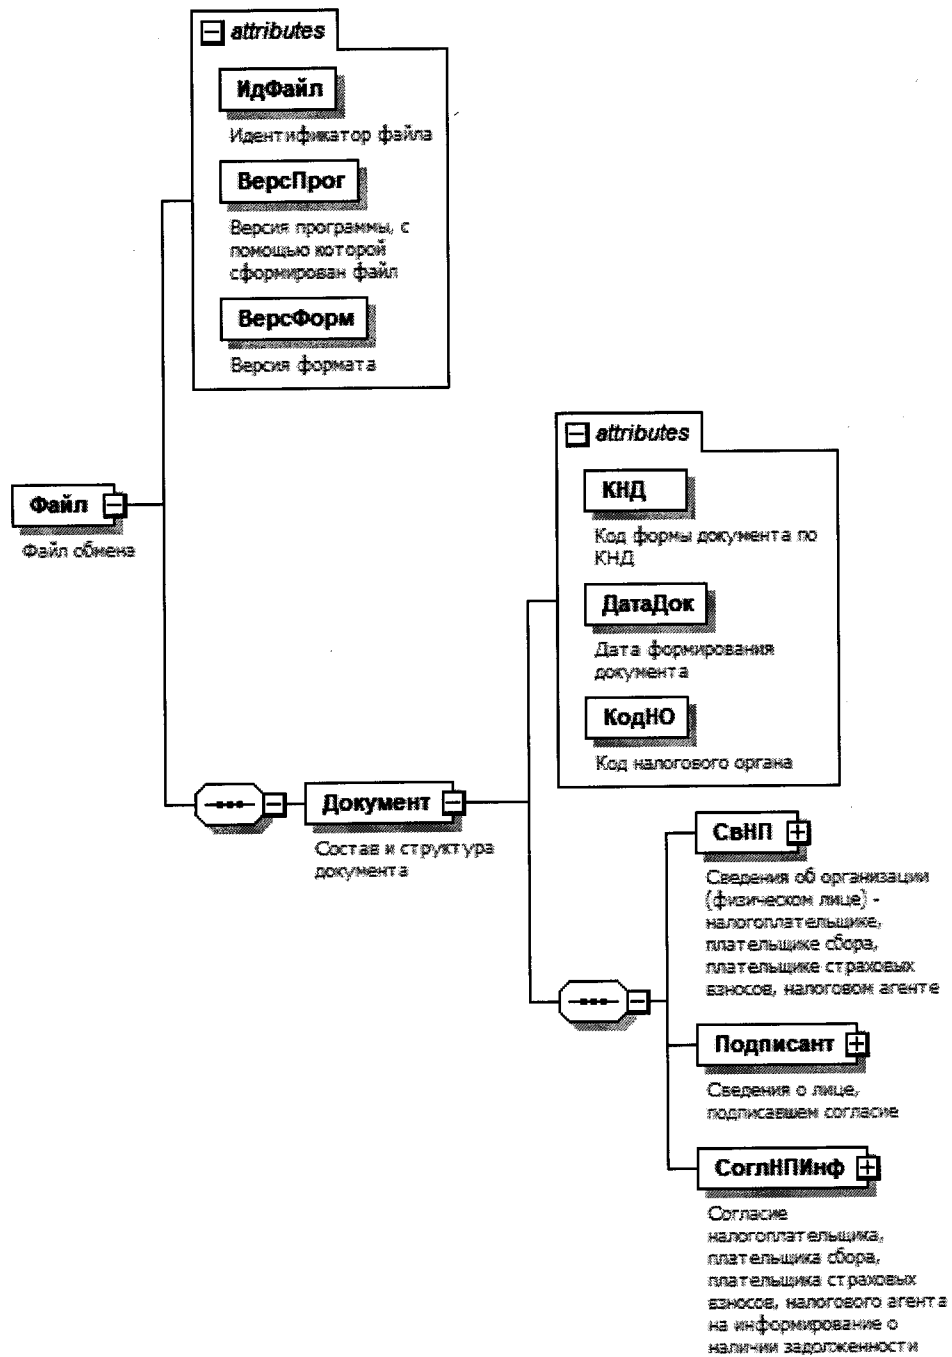 attributes
ИдФайл
Идентификатор файла
ВерсПрог
Версия программы, с
помощью которой
сформирован файл
ВерсФорм
Версия формата
Файл
Файл обмена
attributes
КНД
Код формы документа по
КНД
ДатаДок
Дата формирования
документа
КодНО
Код налогового органа
Документ
Состав и структура
документа
СвНП
Сведения об организации
(физическом лице) -
налогоплательщике,
плательщике сбора,
плательщике страховых
взносов, налоговом агенте
Подписант
Сведения о лице,
подписавшем согласие
СоглНПИнф
Согласие
налогоплательщика,
плательщика сбора,
плательщика страховых
взносов, налогового агента
на информирование о
наличии задолженности